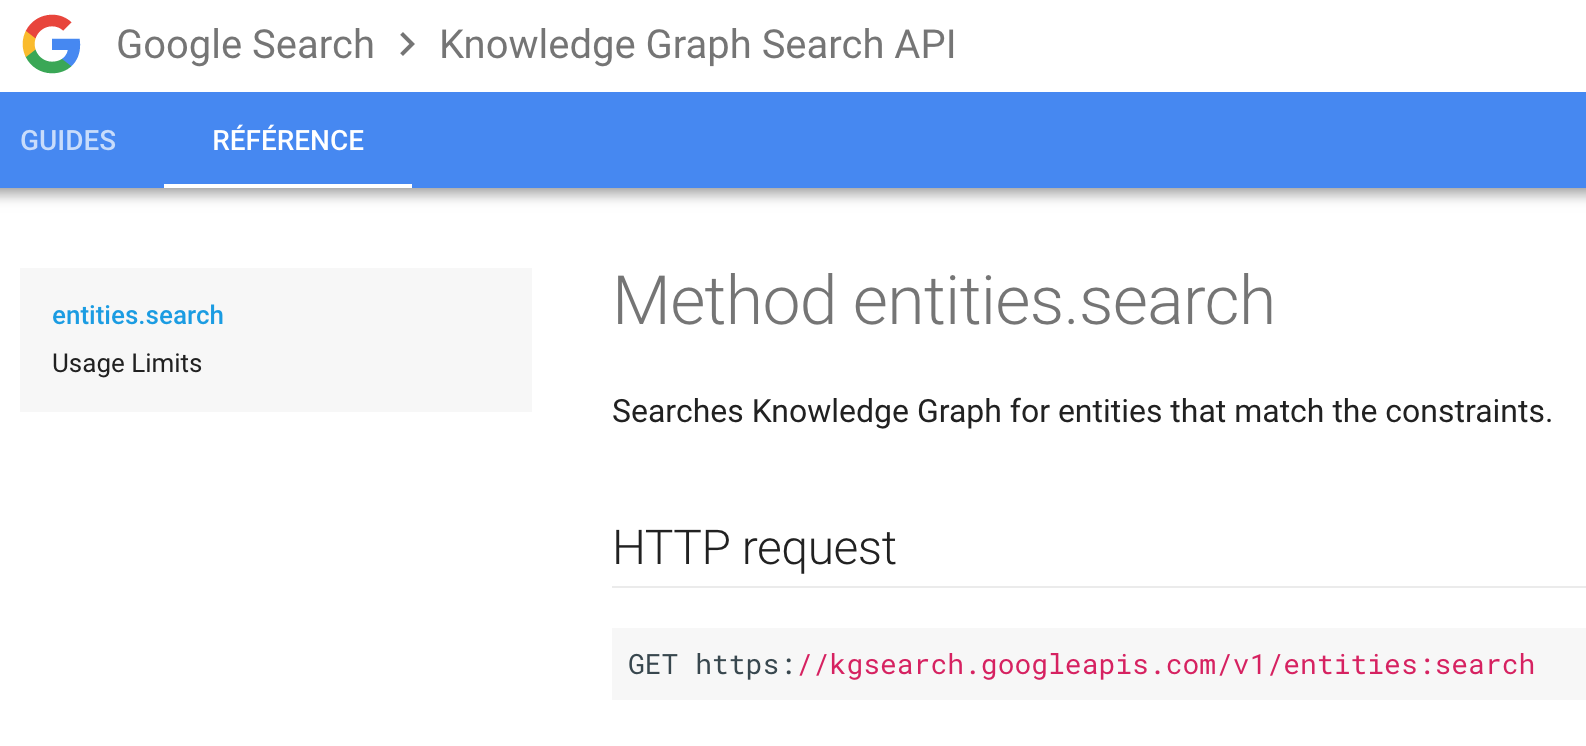 Google Search > Knowledge Graph Search API
GUIDES RÉFÉRENCE
entities.search
Usage Limits
Method entities.search
Searches Knowledge Graph for entities that match the constraints.
HTTP request
GET https://kgsearch.googleapis.com/v1/entities:search